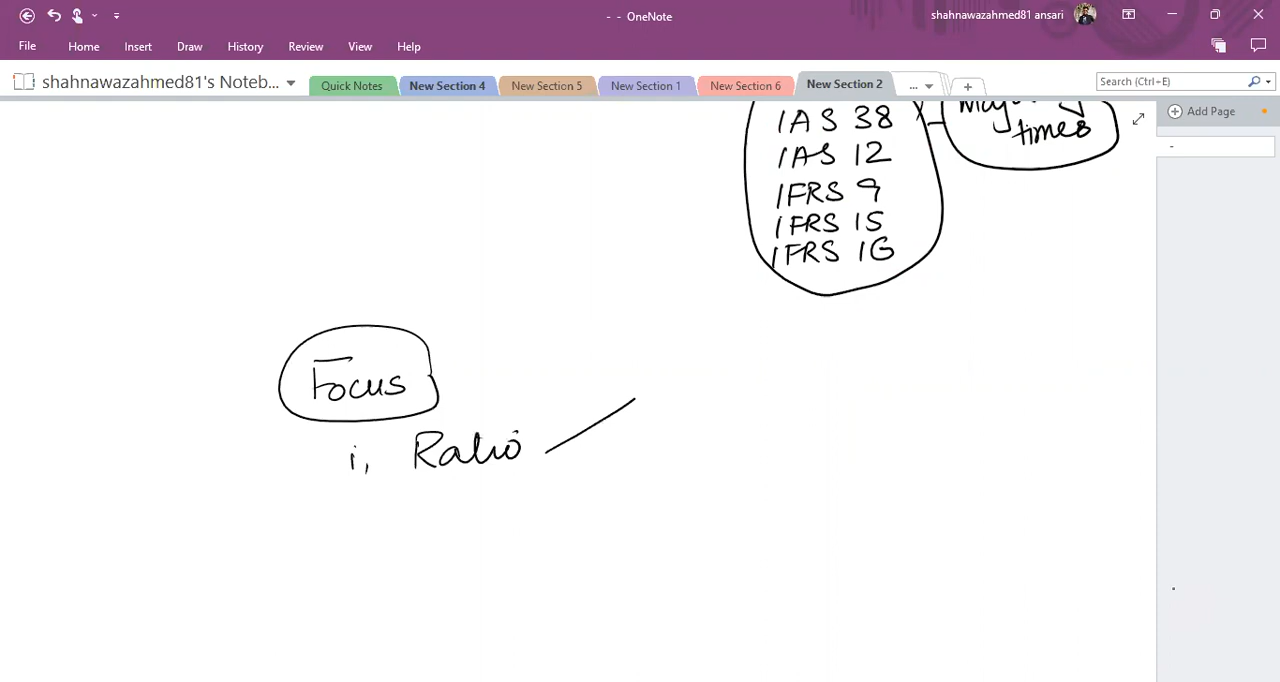 - - OneNote
shahnawazahmed81 ansari
File Home Insert Draw History Review View Help
shahnawazahmed81's Noteb...
Quick Notes New Section 4 New Section 5 New Section 1 New Section 6 New Section 2 ...
Search (Ctrl+E)
Add Page
-
IAS 38
times
IAS 12
IFRS 9
IFRS 15
IFRS 16
Focus
i, Ratio